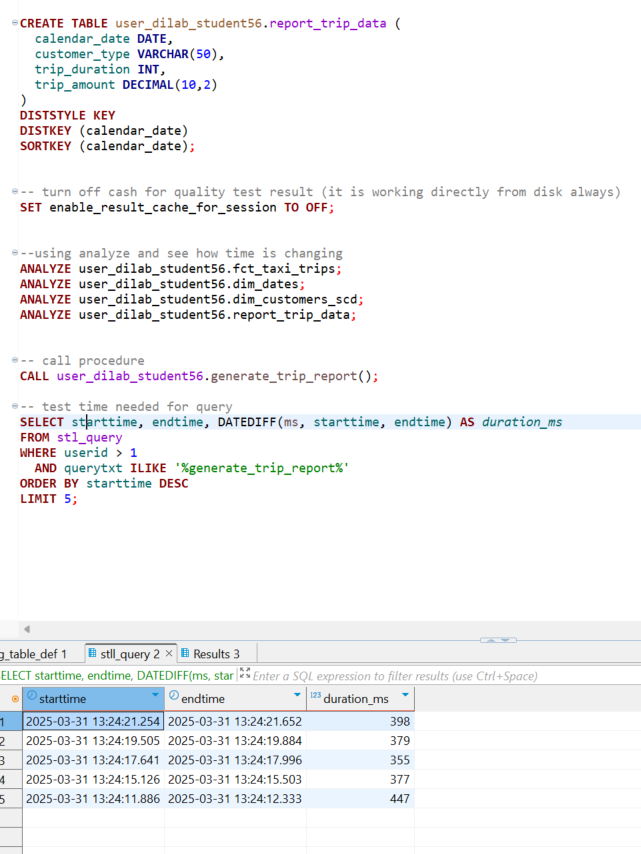 CREATE TABLE user_dilab_student56.report_trip_data (
calendar_date DATE,
customer_type VARCHAR(50),
trip_duration INT,
trip_amount DECIMAL(10,2)
)
DISTSTYLE KEY
DISTKEY (calendar_date)
SORTKEY (calendar_date);
-- turn off cash for quality test result (it is working directly from disk always)
SET enable_result_cache_for_session TO OFF;
--using analyze and see how time is changing
ANALYZE user_dilab_student56.fct_taxi_trips;
ANALYZE user_dilab_student56.dim_dates;
ANALYZE user_dilab_student56.dim_customers_scd;
ANALYZE user_dilab_student56.report_trip_data;
-- call procedure
CALL user_dilab_student56.generate_trip_report();
-- test time needed for query
SELECT starttime, endtime, DATEDIFF(ms, starttime, endtime) AS duration_ms
FROM stl_query
WHERE userid > 1
AND querytxt ILIKE '%generate_trip_report%'
ORDER BY starttime DESC
LIMIT 5;
g_table_def 1 stll_query 2 × Results 3
SELECT starttime, endtime, DATEDIFF(ms, star Enter a SQL expression to filter results (use Ctrl+Space)
starttime endtime 123 duration_ms
1 2025-03-31 13:24:21.254 2025-03-31 13:24:21.652 398
2 2025-03-31 13:24:19.505 2025-03-31 13:24:19.884 379
3 2025-03-31 13:24:17.641 2025-03-31 13:24:17.996 355
4 2025-03-31 13:24:15.126 2025-03-31 13:24:15.503 377
5 2025-03-31 13:24:11.886 2025-03-31 13:24:12.333 447